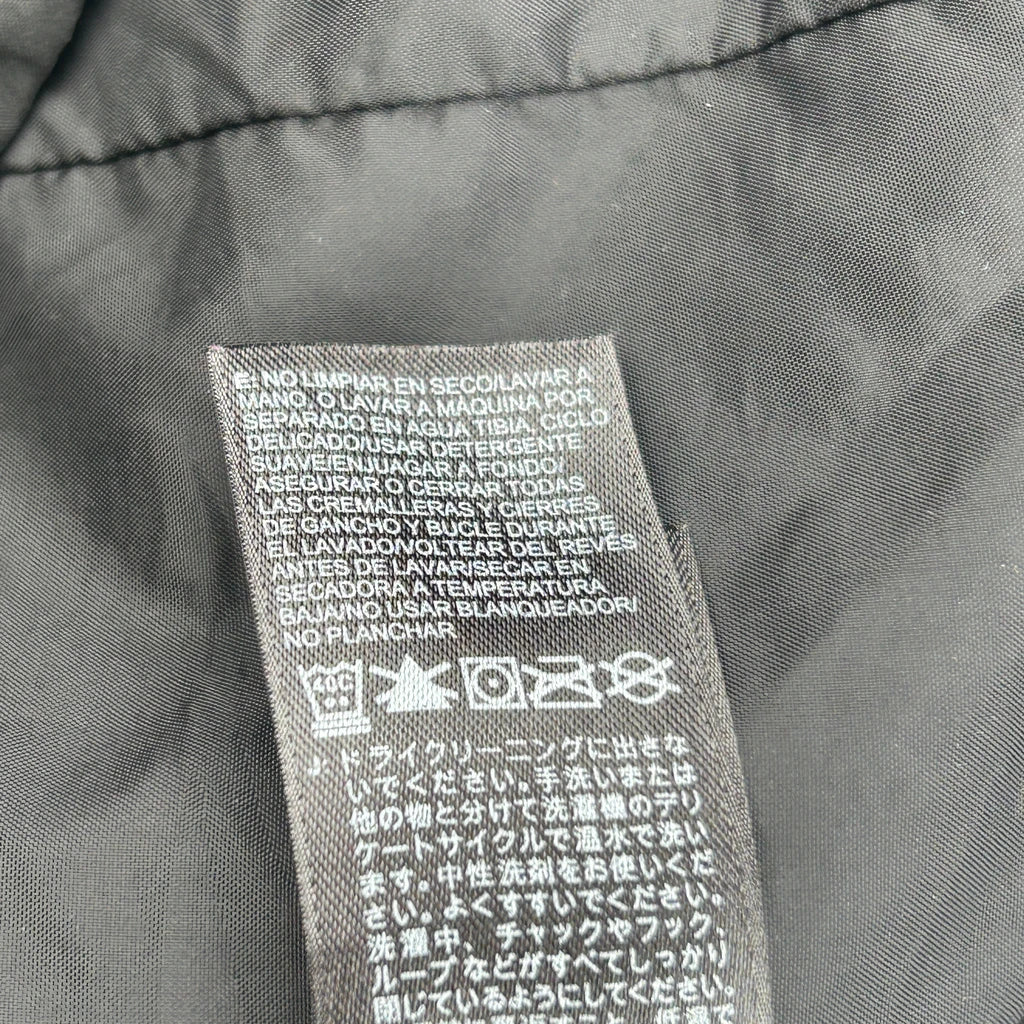 E: NO LIMPIAR EN SECO/LAVAR A
MANO, O LAVAR A MAQUINA POR
SEPARADO EN AGUA TIBIA, CICLO
DELICADO/USAR DETERGENTE
SUAVE/ENJUAGAR A FONDO/
ASEGURAR O CERRAR TODAS
LAS CREMALLERAS Y CIERRES
DE GANCHO Y BUCLE DURANTE
EL LAVADO/VOLTEAR DEL REVES
ANTES DE LAVAR/SECAR EN
SECADORA A TEMPERATURA
BAJA/NO USAR BLANQUEADOR/
NO PLANCHAR
40C
J: ドライクリーニングに出さな
いでください。手洗いまたは
他の物と分けて洗濯機のデリ
ケートサイクルで温水で洗い
ます。中性洗剤をお使いくだ
さい。よくすすいでください。
洗濯中、チャックやフック、
ループなどがすべてしっかり
閉じているようにしてくださ